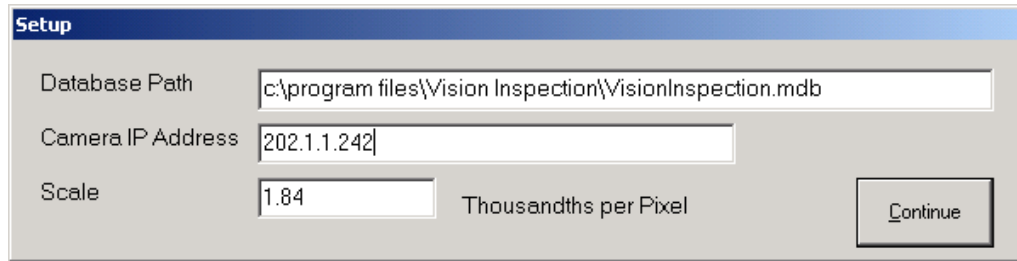 Setup
Database Path c:\program files\Vision Inspection\VisionInspection.mdb
Camera IP Address 202.1.1.242
Scale 1.84 Thousandths per Pixel
Continue